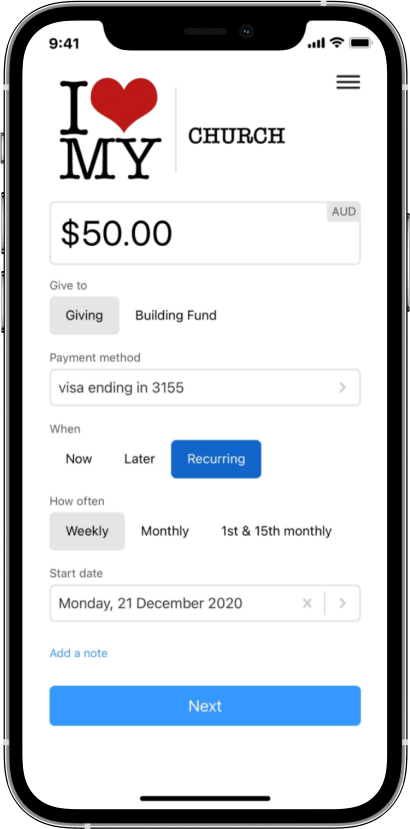 9:41
I
MY
CHURCH
AUD
$50.00
Give to
Giving Building Fund
Payment method
visa ending in 3155
When
Now Later Recurring
How often
Weekly Monthly 1st & 15th monthly
Start date
Monday, 21 December 2020
Add a note
Next